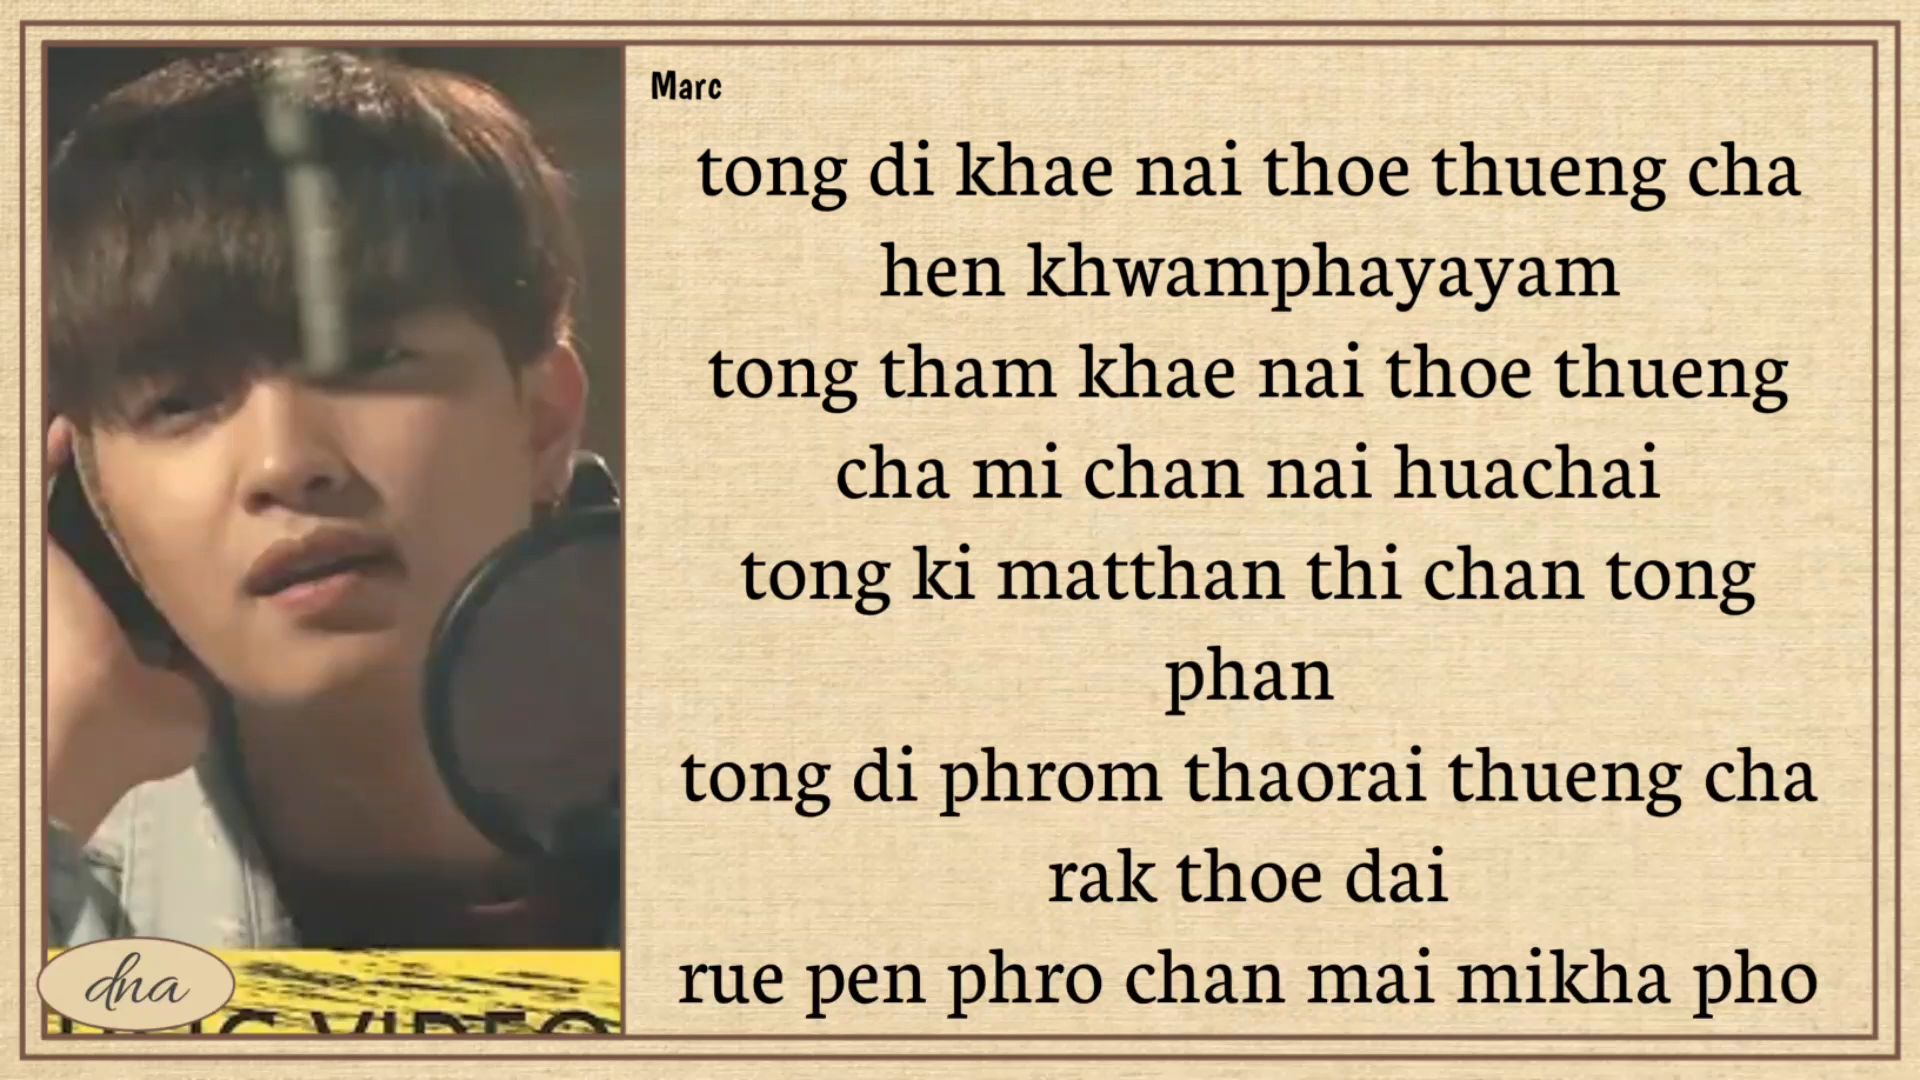 Marc
tong di khae nai thoe thueng cha
hen khwamphayayam
tong tham khae nai thoe thueng
cha mi chan nai huachai
tong ki matthan thi chan tong
phan
tong di phrom thaorai thueng cha
rak thoe dai
rue pen phro chan mai mikha pho
dna
VIDEO